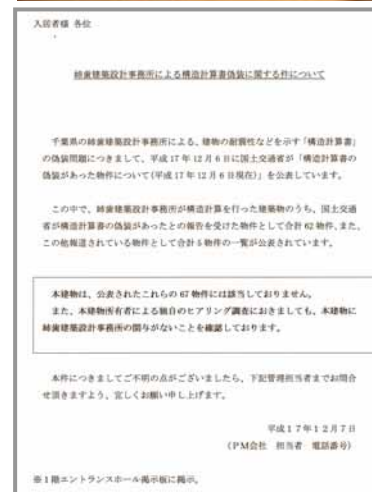 入居者様 各位
姉歯建築設計事務所による構造計算書偽装に関する件について
千葉県の姉歯建築設計事務所による、建物の耐震性などを示す「構造計算書」
の偽装問題につきまして、平成17年12月6日に国土交通省が「構造計算書の
偽装があった物件について(平成17年12月6日現在)」を公表しています。
この中で、姉歯建築設計事務所が構造計算を行った建築物のうち、国土交通
省が構造計算書の偽装があったとの報告を受けた物件として合計62物件、また、
この他報道されている物件として合計5物件の一覧が公表されています。
本建物は、公表されたこれらの67物件には該当しておりません。
また、本建物所有者による独自のヒアリング調査におきましても、本建物に
姉歯建築設計事務所の関与がないことを確認しております。
本件につきましてご不明の点がございましたら、下記管理担当者までお問合
せ頂きますよう、宜しくお願い申し上げます。
平成17年12月7日
(PM会社 担当者 電話番号)
※1階エントランスホール掲示板に掲示。